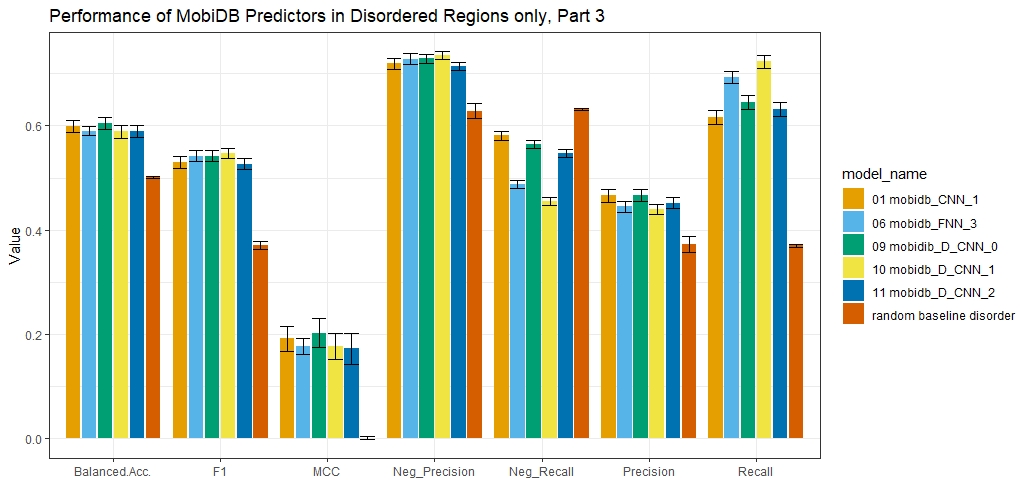 Performance of MobiDB Predictors in Disordered Regions only, Part 3
Value
0.6
0.4
0.2
0.0
Balanced.Acc.
F1
MCC
Neg_Precision
Neg_Recall
Precision
Recall
model_name
01 mobidb_CNN_1
06 mobidb_FNN_3
09 mobidib_D_CNN_0
10 mobidb_D_CNN_1
11 mobidb_D_CNN_2
random baseline disorder